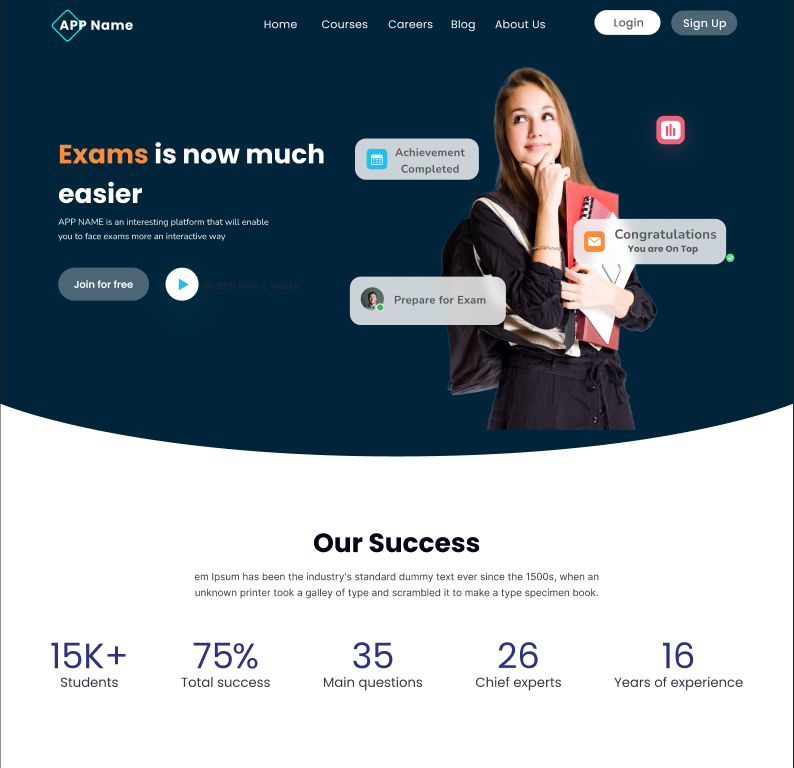 APP Name
Home Courses Careers Blog About Us
Login Sign Up
Exams is now much
easier
APP NAME is an interesting platform that will enable
you to face exams more an interactive way
Join for free
Watch how it works
Achievement
Completed
Congratulations
You are On Top
Prepare for Exam
Our Success
em Ipsum has been the industry's standard dummy text ever since the 1500s, when an
unknown printer took a galley of type and scrambled it to make a type specimen book.
15K+ 75% 35 26 16
Students Total success Main questions Chief experts Years of experience